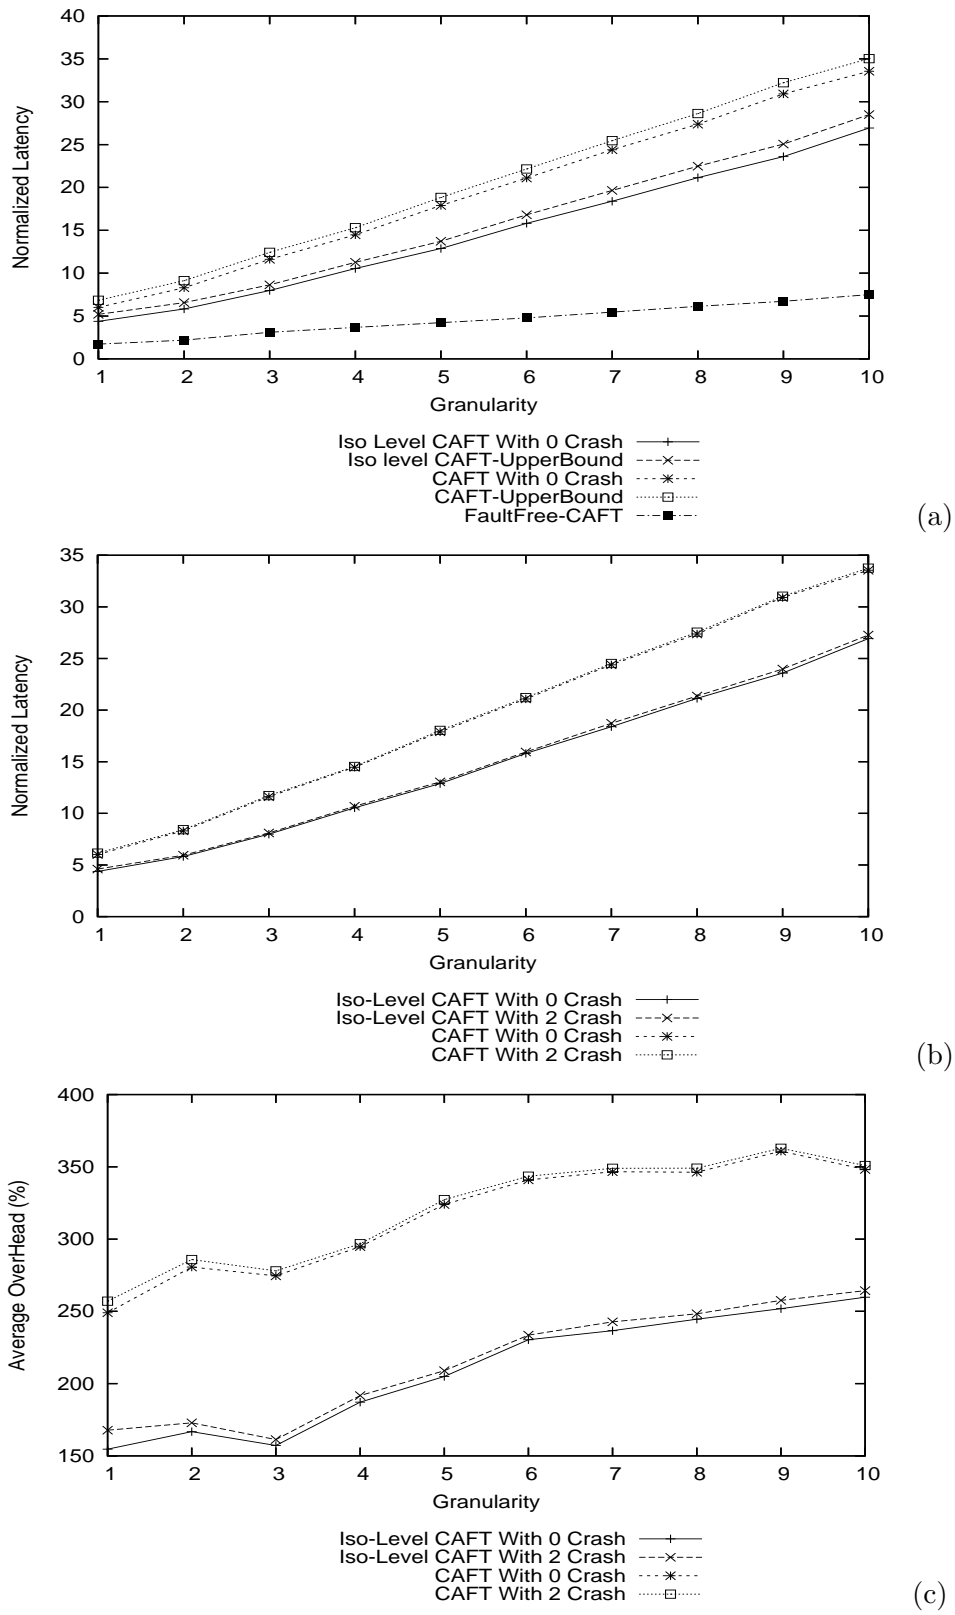 40
35
30
25
20
15
10
5
0
Normalized Latency
1 2 3 4 5 6 7 8 9 10
Granularity
Iso Level CAFT With 0 Crash
Iso level CAFT-UpperBound
CAFT With 0 Crash
CAFT-UpperBound
FaultFree-CAFT
(a)
35
30
25
20
15
10
5
0
Normalized Latency
1 2 3 4 5 6 7 8 9 10
Granularity
Iso-Level CAFT With 0 Crash
Iso-Level CAFT With 2 Crash
CAFT With 0 Crash
CAFT With 2 Crash
(b)
400
350
300
250
200
150
Average OverHead (%)
1 2 3 4 5 6 7 8 9 10
Granularity
Iso-Level CAFT With 0 Crash
Iso-Level CAFT With 2 Crash
CAFT With 0 Crash
CAFT With 2 Crash
(c)